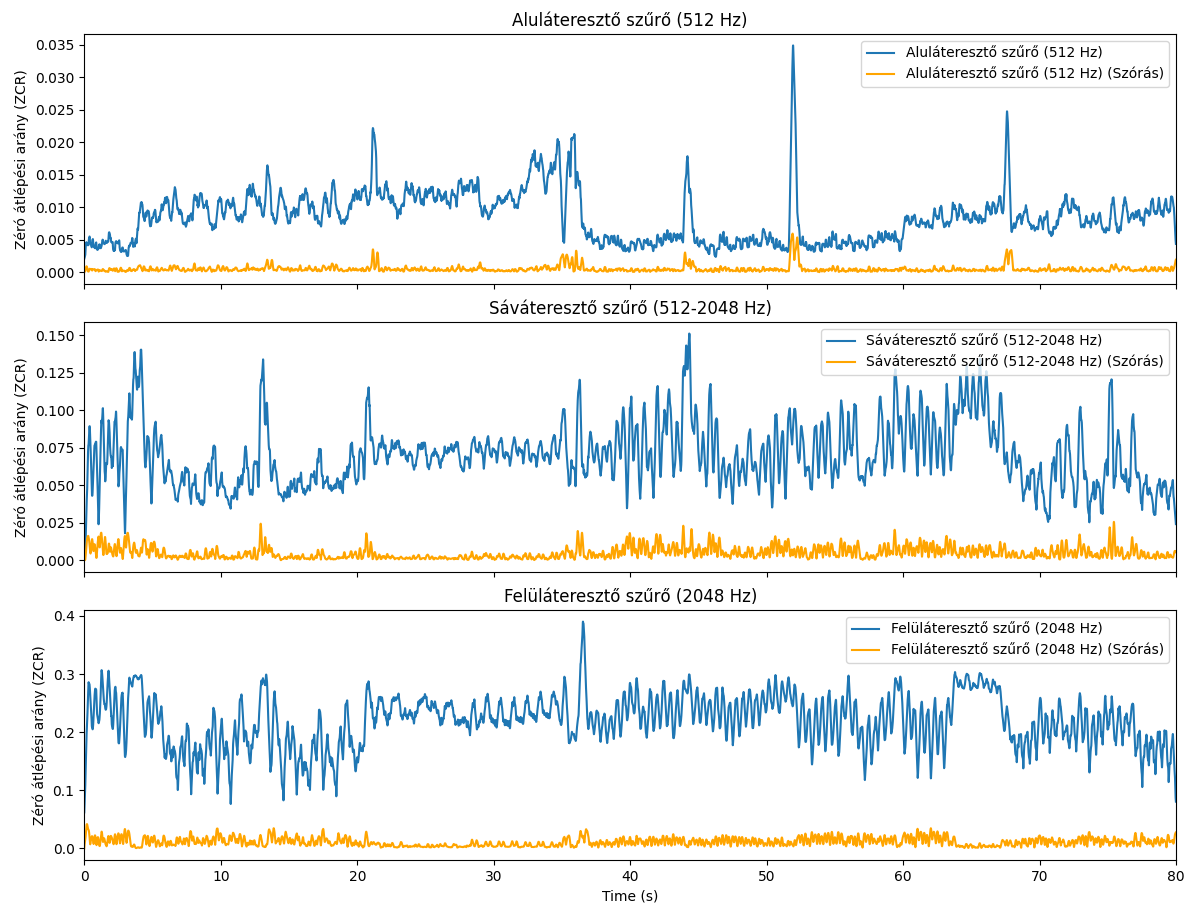 Aluláteresztő szűrő (512 Hz)
Zéró átlépési arány (ZCR)
0.035
0.030
0.025
0.020
0.015
0.010
0.005
0.000
Aluláteresztő szűrő (512 Hz)
Aluláteresztő szűrő (512 Hz) (Szórás)
Sáváteresztő szűrő (512-2048 Hz)
Zéró átlépési arány (ZCR)
0.150
0.125
0.100
0.075
0.050
0.025
0.000
Sáváteresztő szűrő (512-2048 Hz)
Sáváteresztő szűrő (512-2048 Hz) (Szórás)
Felüláteresztő szűrő (2048 Hz)
Zéró átlépési arány (ZCR)
0.4
0.3
0.2
0.1
0.0
Felüláteresztő szűrő (2048 Hz)
Felüláteresztő szűrő (2048 Hz) (Szórás)
0 10 20 30 40 50 60 70 80
Time (s)